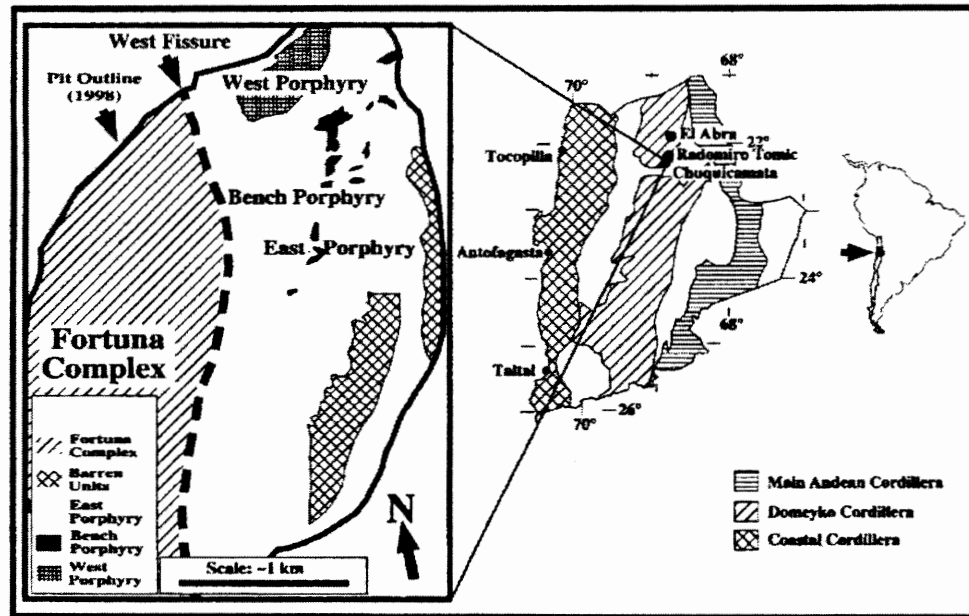 West Fissure
Pit Outline
(1998)
West Porphyry
Bench Porphyry
East Porphyry
Fortuna
Complex
Fortuna
Complex
Barren
Units
East
Porphyry
Bench
Porphyry
West
Porphyry
Scale: ~1 km
N
68°
70°
El Abra
22°
Tocopilla
Radomiro Tomic
Chuquicamata
Antofagasta
24°
68°
Taltal
70°
26°
Main Andean Cordillera
Domeyko Cordillera
Coastal Cordillera